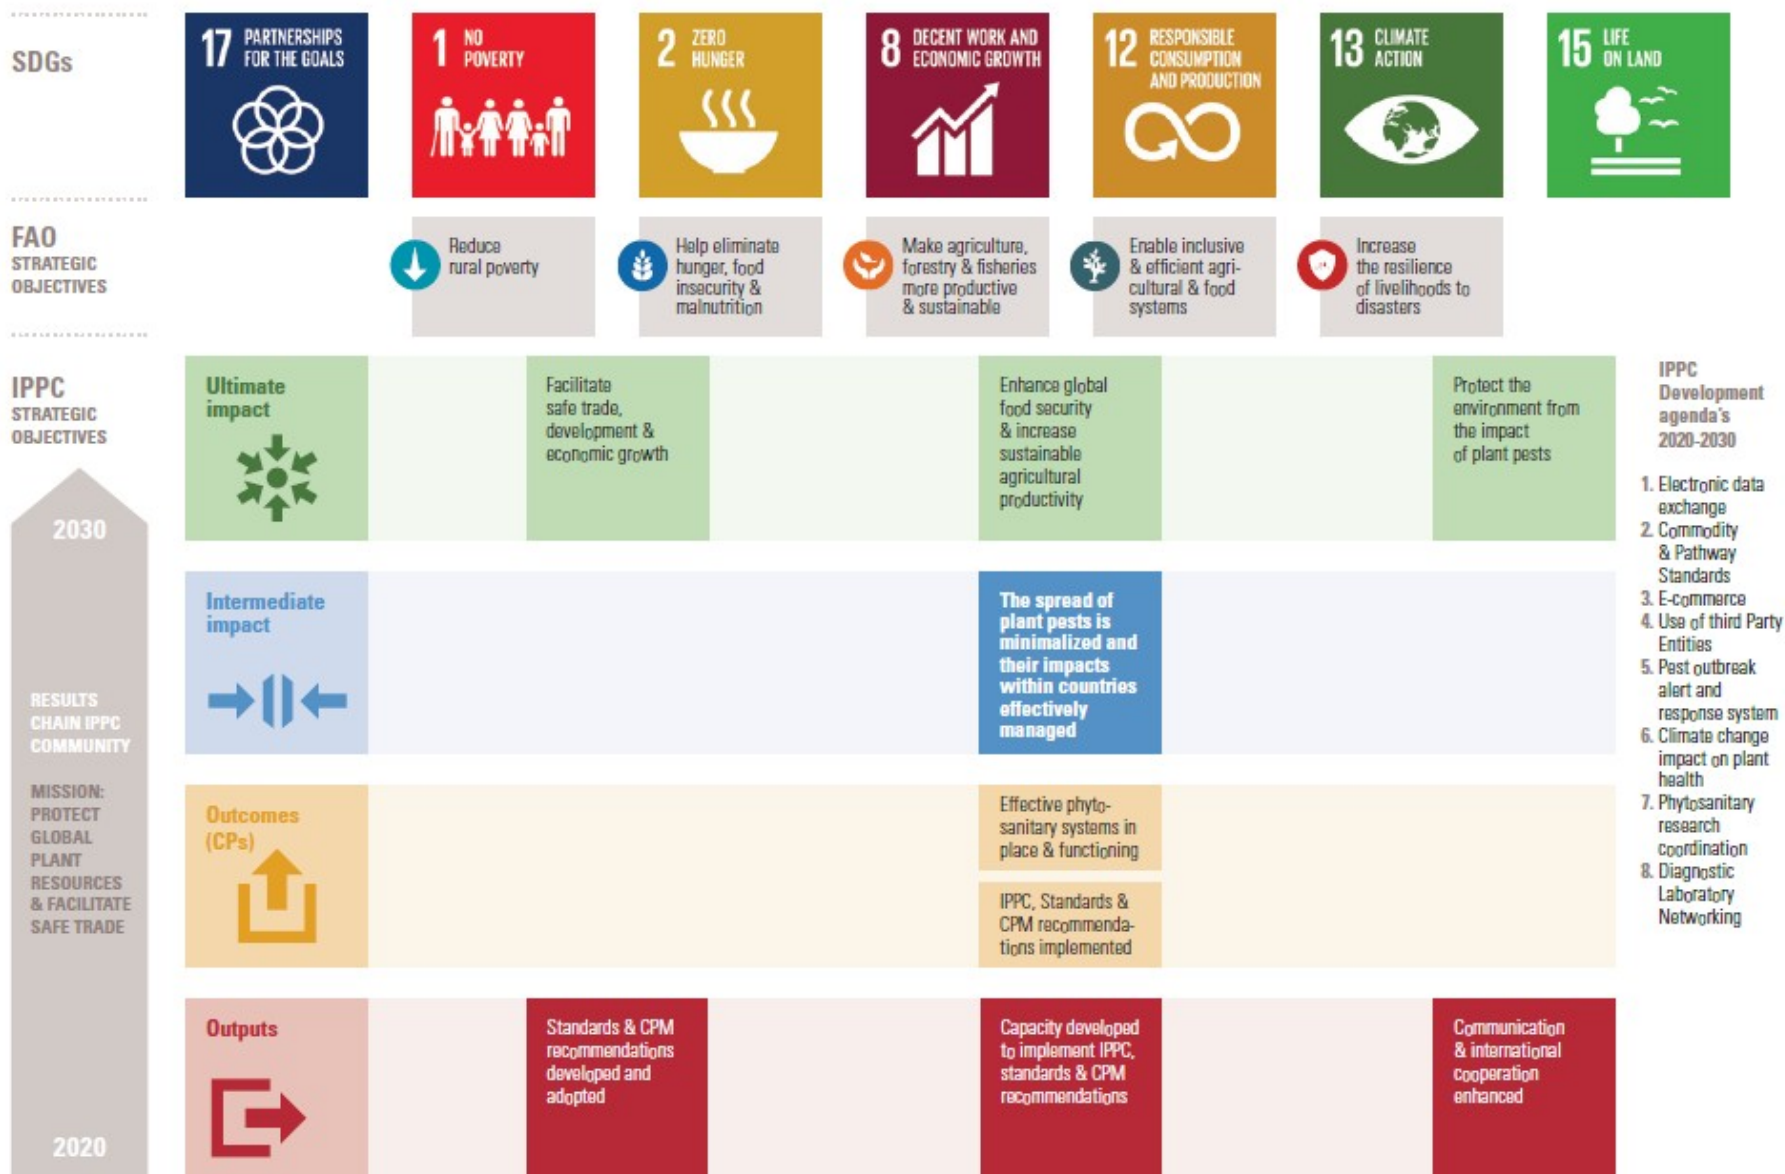 SDGs
17 PARTNERSHIPS
FOR THE GOALS
1 NO
POVERTY
2 ZERO
HUNGER
8 DECENT WORK AND
ECONOMIC GROWTH
12 RESPONSIBLE
CONSUMPTION
AND PRODUCTION
13 CLIMATE
ACTION
15 LIFE
ON LAND
FAO
STRATEGIC
OBJECTIVES
Reduce
rural poverty
Help eliminate
hunger, food
insecurity &
malnutrition
Make agriculture,
forestry & fisheries
more productive
& sustainable
Enable inclusive
& efficient agri-
cultural & food
systems
Increase
the resilience
of livelihoods to
disasters
IPPC
STRATEGIC
OBJECTIVES
2030
RESULTS
CHAIN IPPC
COMMUNITY
MISSION:
PROTECT
GLOBAL
PLANT
RESOURCES
& FACILITATE
SAFE TRADE
2020
Ultimate
impact
Facilitate
safe trade,
development &
economic growth
Enhance global
food security
& increase
sustainable
agricultural
productivity
Protect the
environment from
the impact
of plant pests
Intermediate
impact
The spread of
plant pests is
minimalized and
their impacts
within countries
effectively
managed
Outcomes
(CPs)
Effective phyto-
sanitary systems in
place & functioning
IPPC, Standards &
CPM recommenda-
tions implemented
Outputs
Standards & CPM
recommendations
developed and
adopted
Capacity developed
to implement IPPC,
standards & CPM
recommendations
Communication
& international
cooperation
enhanced
IPPC
Development
agenda's
2020-2030
1. Electronic data
exchange
2. Commodity
& Pathway
Standards
3. E-commerce
4. Use of third Party
Entities
5. Pest outbreak
alert and
response system
6. Climate change
impact on plant
health
7. Phytosanitary
research
coordination
8. Diagnostic
Laboratory
Networking